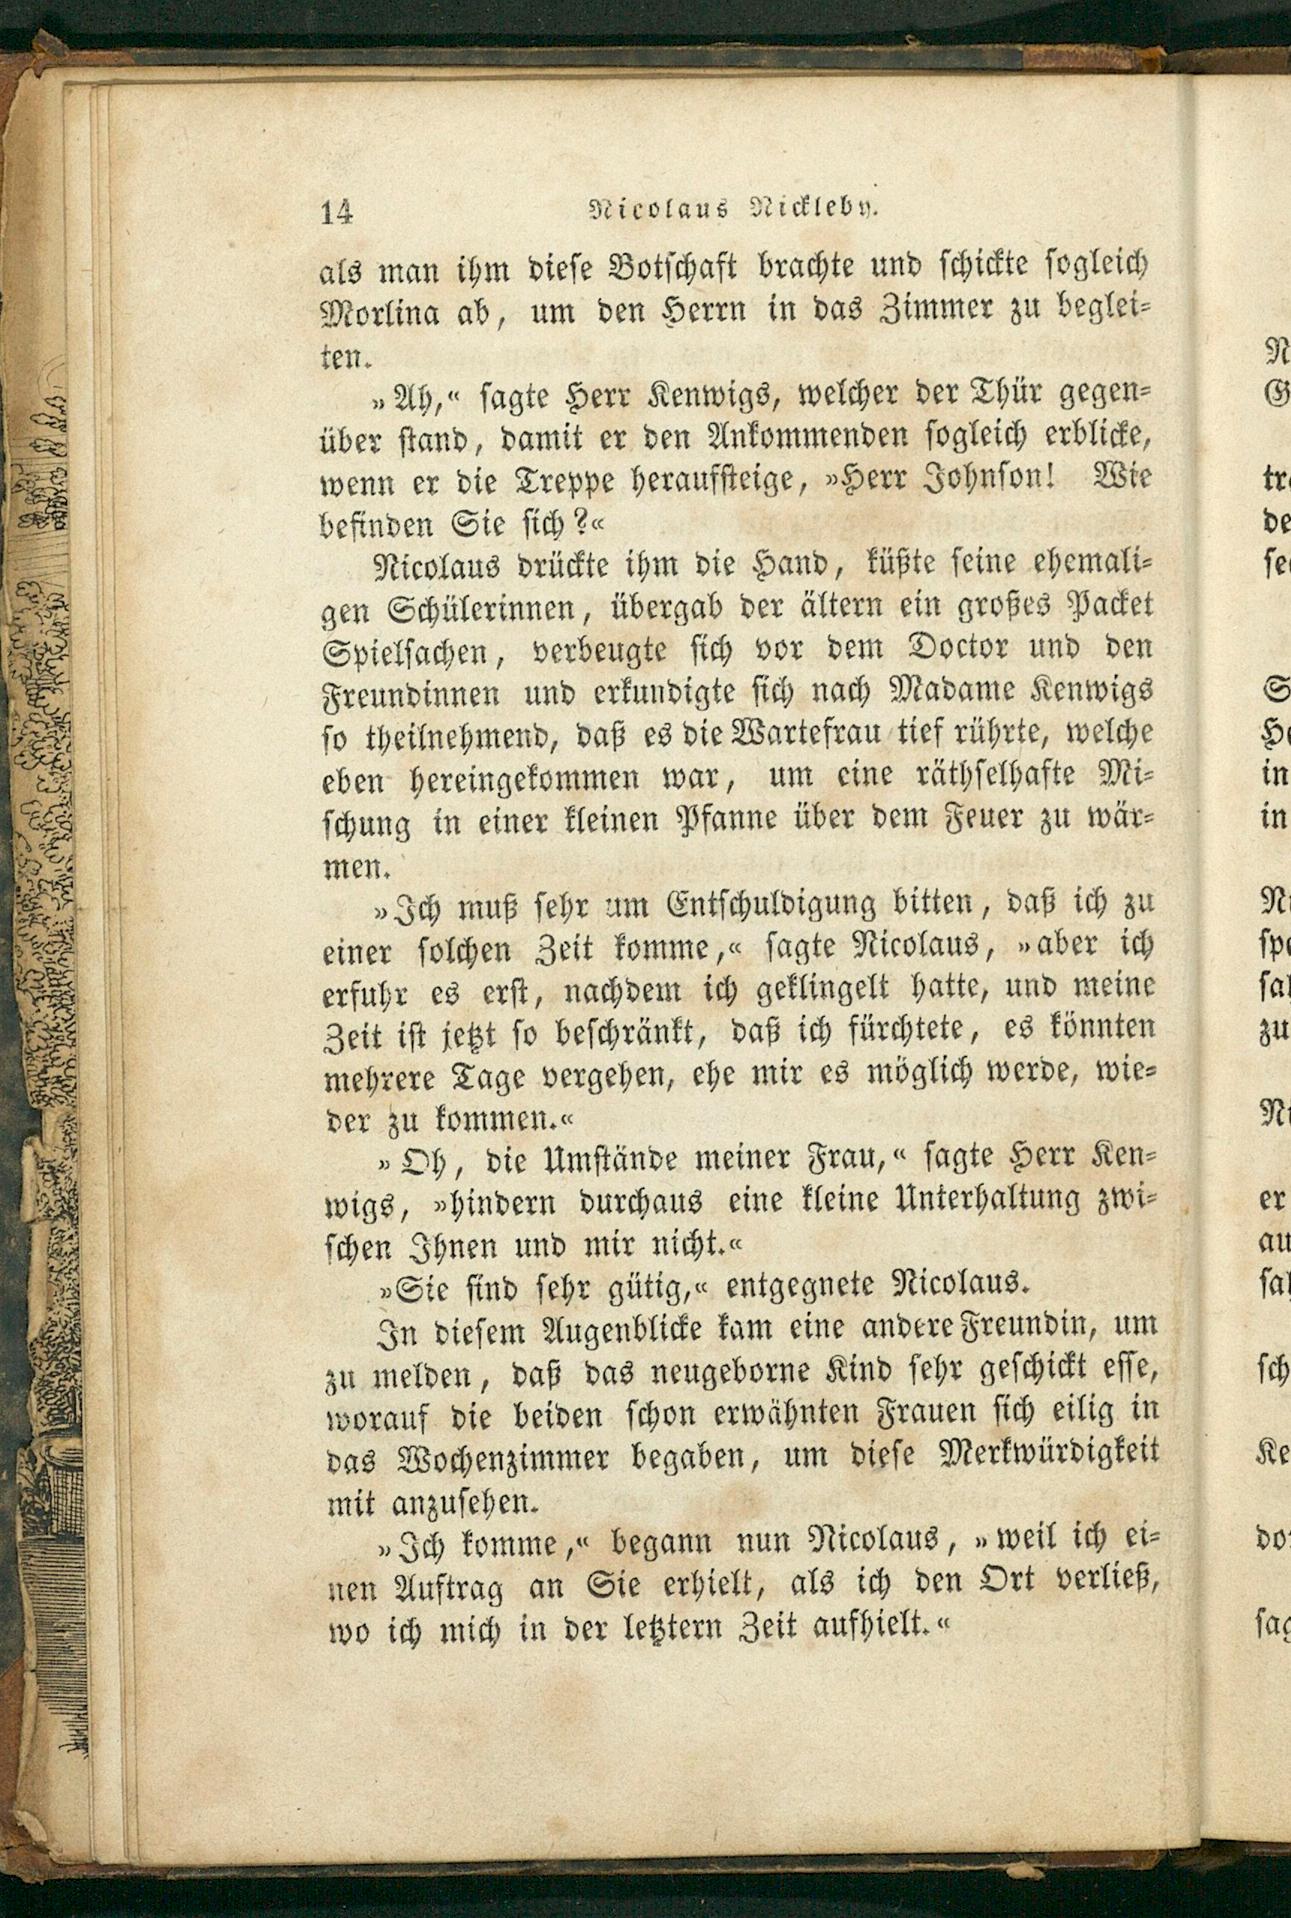 14 Nicolaus Nickleby.
als man ihm diese Botschaft brachte und schickte sogleich
Morlina ab, um den Herrn in das Zimmer zu beglei-
ten.
»Ah,« sagte Herr Kenwigs, welcher der Thür gegen-
über stand, damit er den Ankommenden sogleich erblicke,
wenn er die Treppe heraufsteige, »Herr Johnson! Wie
befinden Sie sich?«
Nicolaus drückte ihm die Hand, küßte seine ehemali-
gen Schülerinnen, übergab der ältern ein großes Packet
Spielsachen, verbeugte sich vor dem Doctor und den
Freundinnen und erkundigte sich nach Madame Kenwigs
so theilnehmend, daß es die Wartefrau tief rührte, welche
eben hereingekommen war, um eine räthselhafte Mi-
schung in einer kleinen Pfanne über dem Feuer zu wär-
men.
»Ich muß sehr um Entschuldigung bitten, daß ich zu
einer solchen Zeit komme,« sagte Nicolaus, »aber ich
erfuhr es erst, nachdem ich geklingelt hatte, und meine
Zeit ist jetzt so beschränkt, daß ich fürchtete, es könnten
mehrere Tage vergehen, ehe mir es möglich werde, wie-
der zu kommen.«
»Oh, die Umstände meiner Frau,« sagte Herr Ken-
wigs, »hindern durchaus eine kleine Unterhaltung zwi-
schen Ihnen und mir nicht.«
»Sie sind sehr gütig,« entgegnete Nicolaus.
In diesem Augenblicke kam eine andere Freundin, um
zu melden, daß das neugeborne Kind sehr geschickt esse,
worauf die beiden schon erwähnten Frauen sich eilig in
das Wochenzimmer begaben, um diese Merkwürdigkeit
mit anzusehen.
»Ich komme,« begann nun Nicolaus, »weil ich ei-
nen Auftrag an Sie erhielt, als ich den Ort verließ,
wo ich mich in der letztern Zeit aufhielt.«